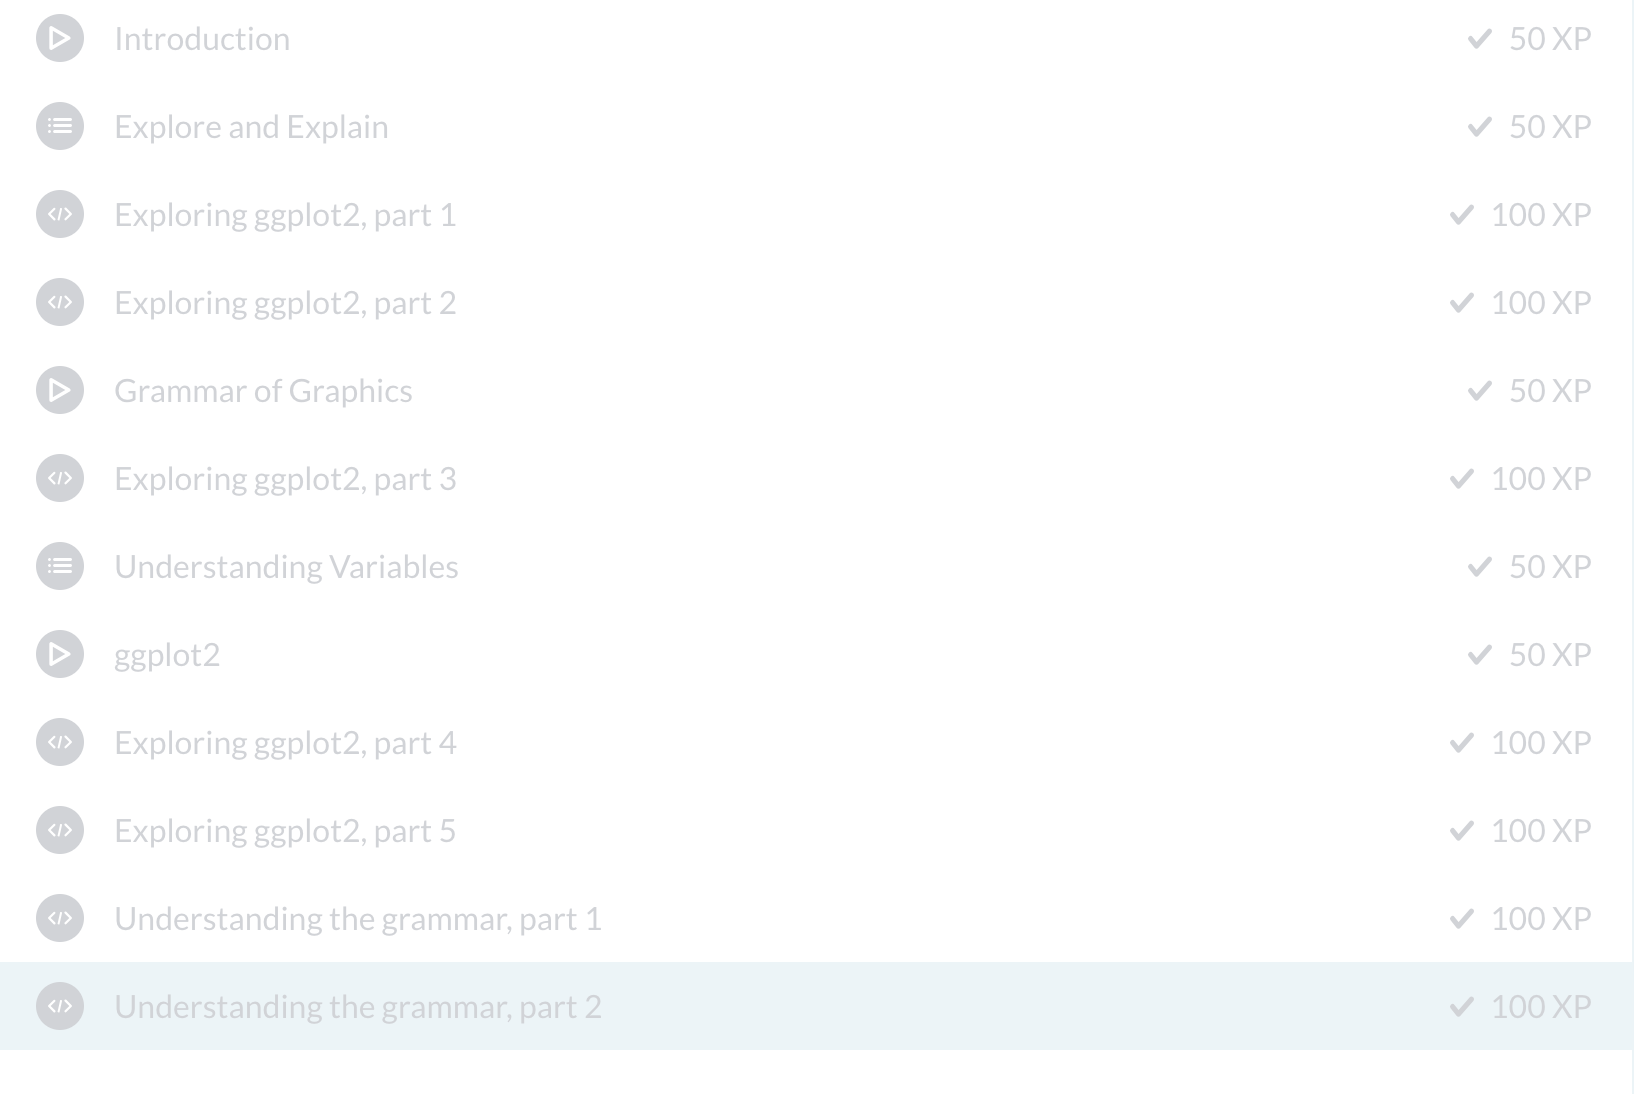 Introduction 50 XP
Explore and Explain 50 XP
Exploring ggplot2, part 1 100 XP
Exploring ggplot2, part 2 100 XP
Grammar of Graphics 50 XP
Exploring ggplot2, part 3 100 XP
Understanding Variables 50 XP
ggplot2 50 XP
Exploring ggplot2, part 4 100 XP
Exploring ggplot2, part 5 100 XP
Understanding the grammar, part 1 100 XP
Understanding the grammar, part 2 100 XP